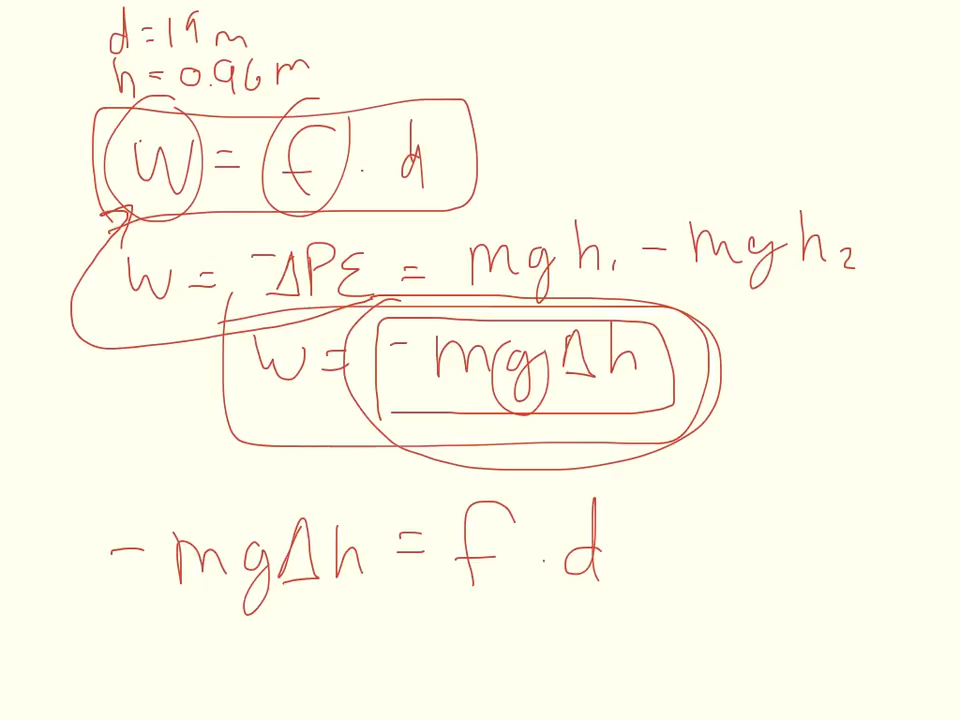 d = 19 m
h = 0.96 m
W = f · d
W = -ΔPE = mgh₁ - mgh₂
W = -mgΔh
-mgΔh = f · d